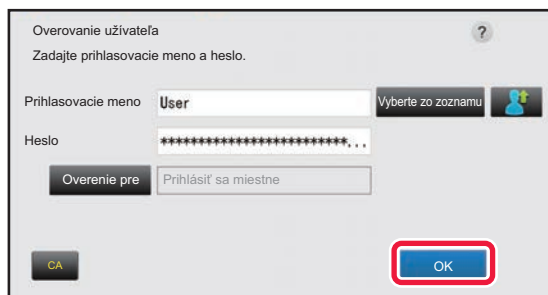 Overovanie užívateľa
?
Zadajte prihlasovacie meno a heslo.
Prihlasovacie meno User Vyberte zo zoznamu
Heslo **************************...
Overenie pre Prihlásiť sa miestne
CA OK